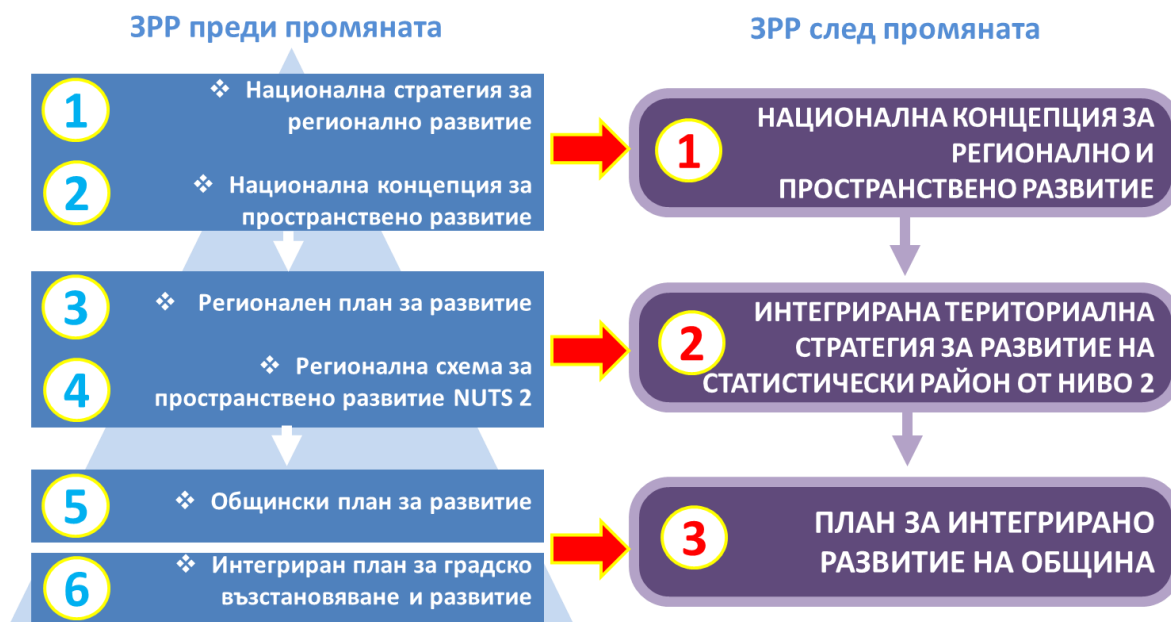 ЗРР преди промяната
1
❖ Национална стратегия за
регионално развитие
2
❖ Национална концепция за
пространствено развитие
3
❖ Регионален план за развитие
4
❖ Регионална схема за
пространствено развитие NUTS 2
5
❖ Общински план за развитие
6
❖ Интегриран план за градско
възстановяване и развитие
ЗРР след промяната
1
НАЦИОНАЛНА КОНЦЕПЦИЯ ЗА
РЕГИОНАЛНО И
ПРОСТРАНСТВЕНО РАЗВИТИЕ
2
ИНТЕГРИРАНА ТЕРИТОРИАЛНА
СТРАТЕГИЯ ЗА РАЗВИТИЕ НА
СТАТИСТИЧЕСКИ РАЙОН ОТ НИВО 2
3
ПЛАН ЗА ИНТЕГРИРАНО
РАЗВИТИЕ НА ОБЩИНА